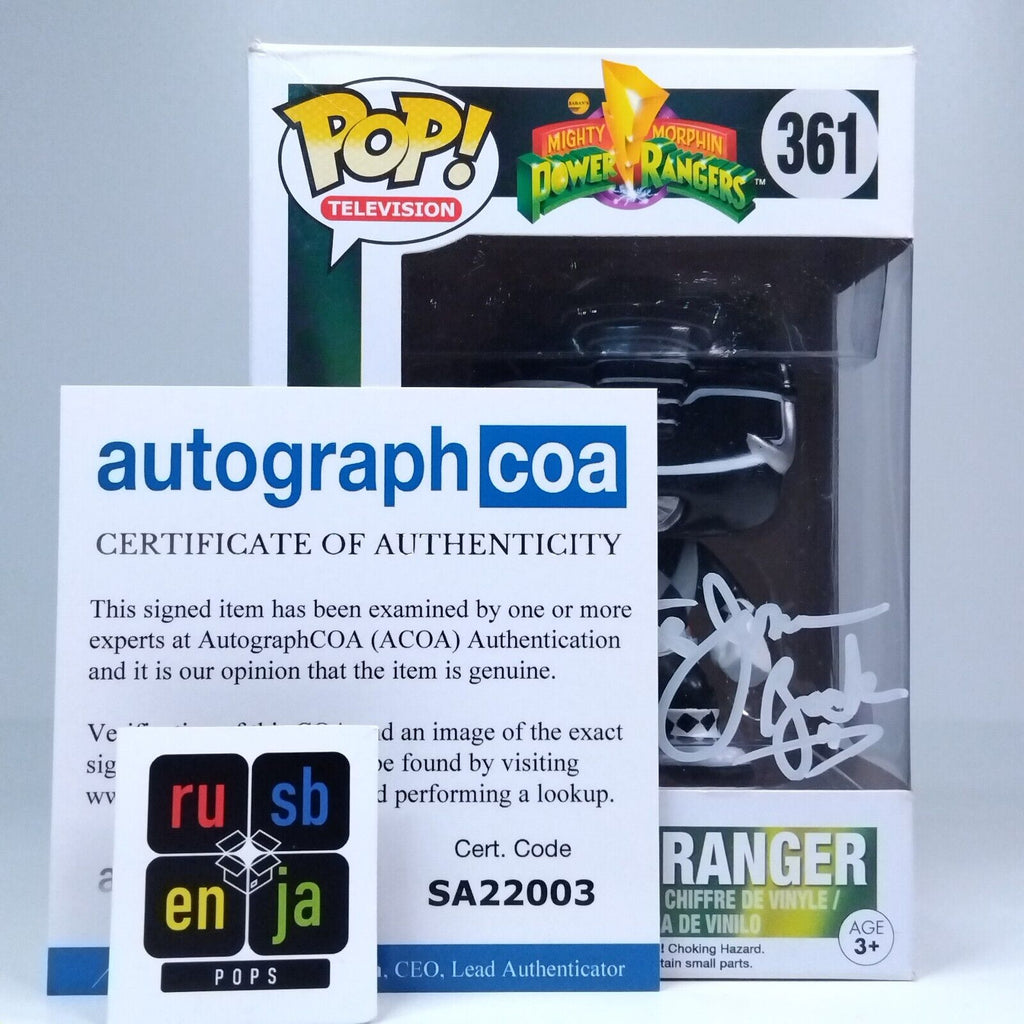 POP!
TELEVISION
SABAN'S
MIGHTY MORPHIN
POWER RANGERS™
361
autograph coa
CERTIFICATE OF AUTHENTICITY
This signed item has been examined by one or more
experts at AutographCOA (ACOA) Authentication
and it is our opinion that the item is genuine.
an image of the exact
be found by visiting
performing a lookup.
Cert. Code
SA22003
, CEO, Lead Authenticator
ru sb
en ja
POPS
RANGER
CHIFFRE DE VINYLE /
A DE VINILO
! Choking Hazard.
tain small parts.
AGE
3+